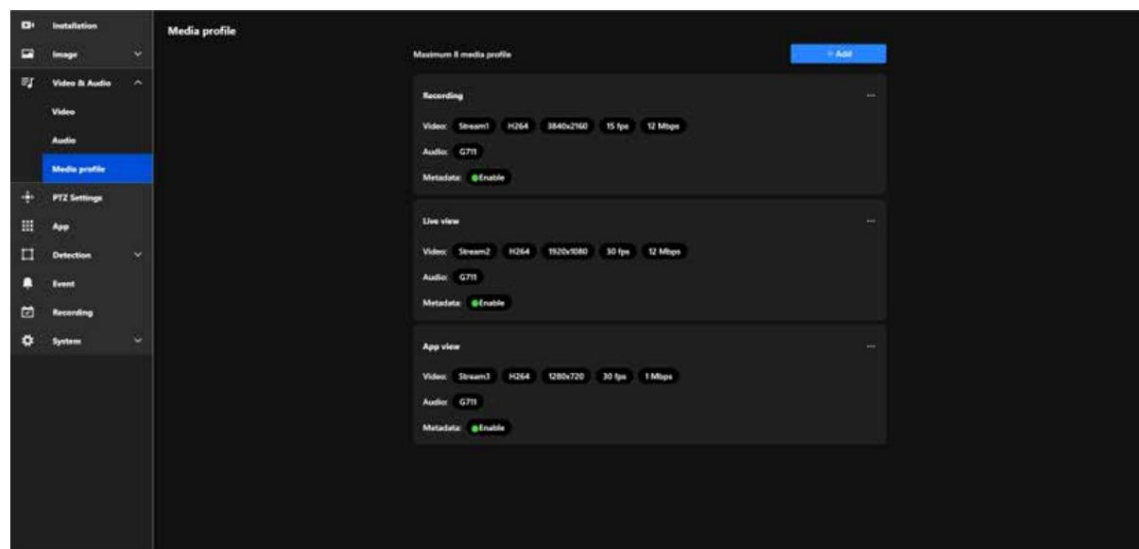 Installation
Image
Video & Audio
Video
Audio
Media profile
PTZ Settings
App
Detection
Event
Recording
System
Media profile
Maximum 8 media profile
+ Add
Recording
...
Video: Stream1 H264 3840x2160 15 fps 12 Mbps
Audio: G711
Metadata: Enable
Live view
...
Video: Stream2 H264 1920x1080 30 fps 12 Mbps
Audio: G711
Metadata: Enable
App view
...
Video: Stream3 H264 1280x720 30 fps 1 Mbps
Audio: G711
Metadata: Enable